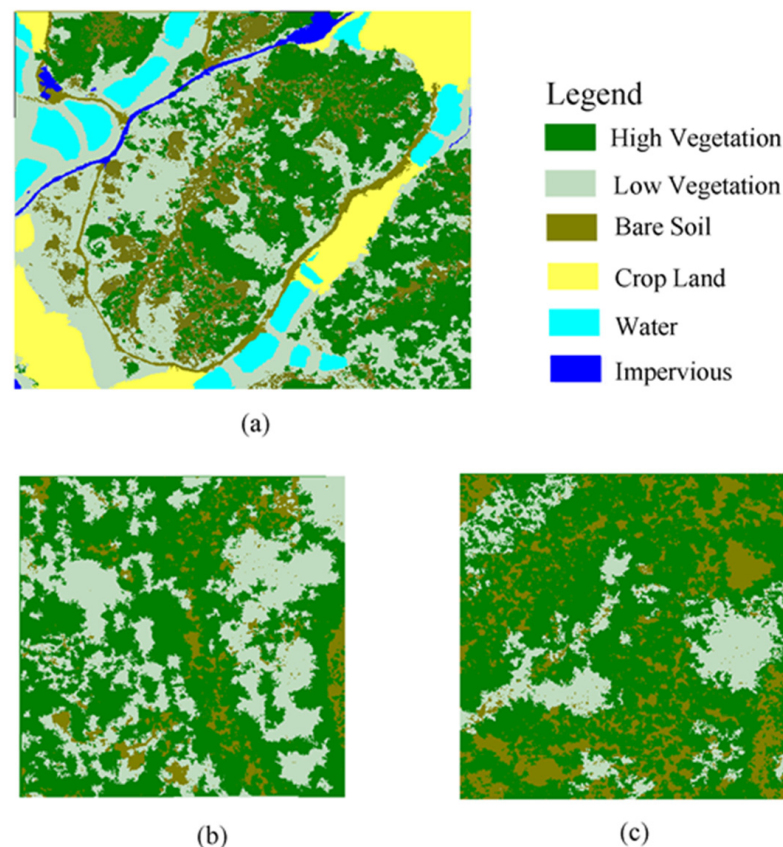 Legend
High Vegetation
Low Vegetation
Bare Soil
Crop Land
Water
Impervious
(a)
(b)
(c)